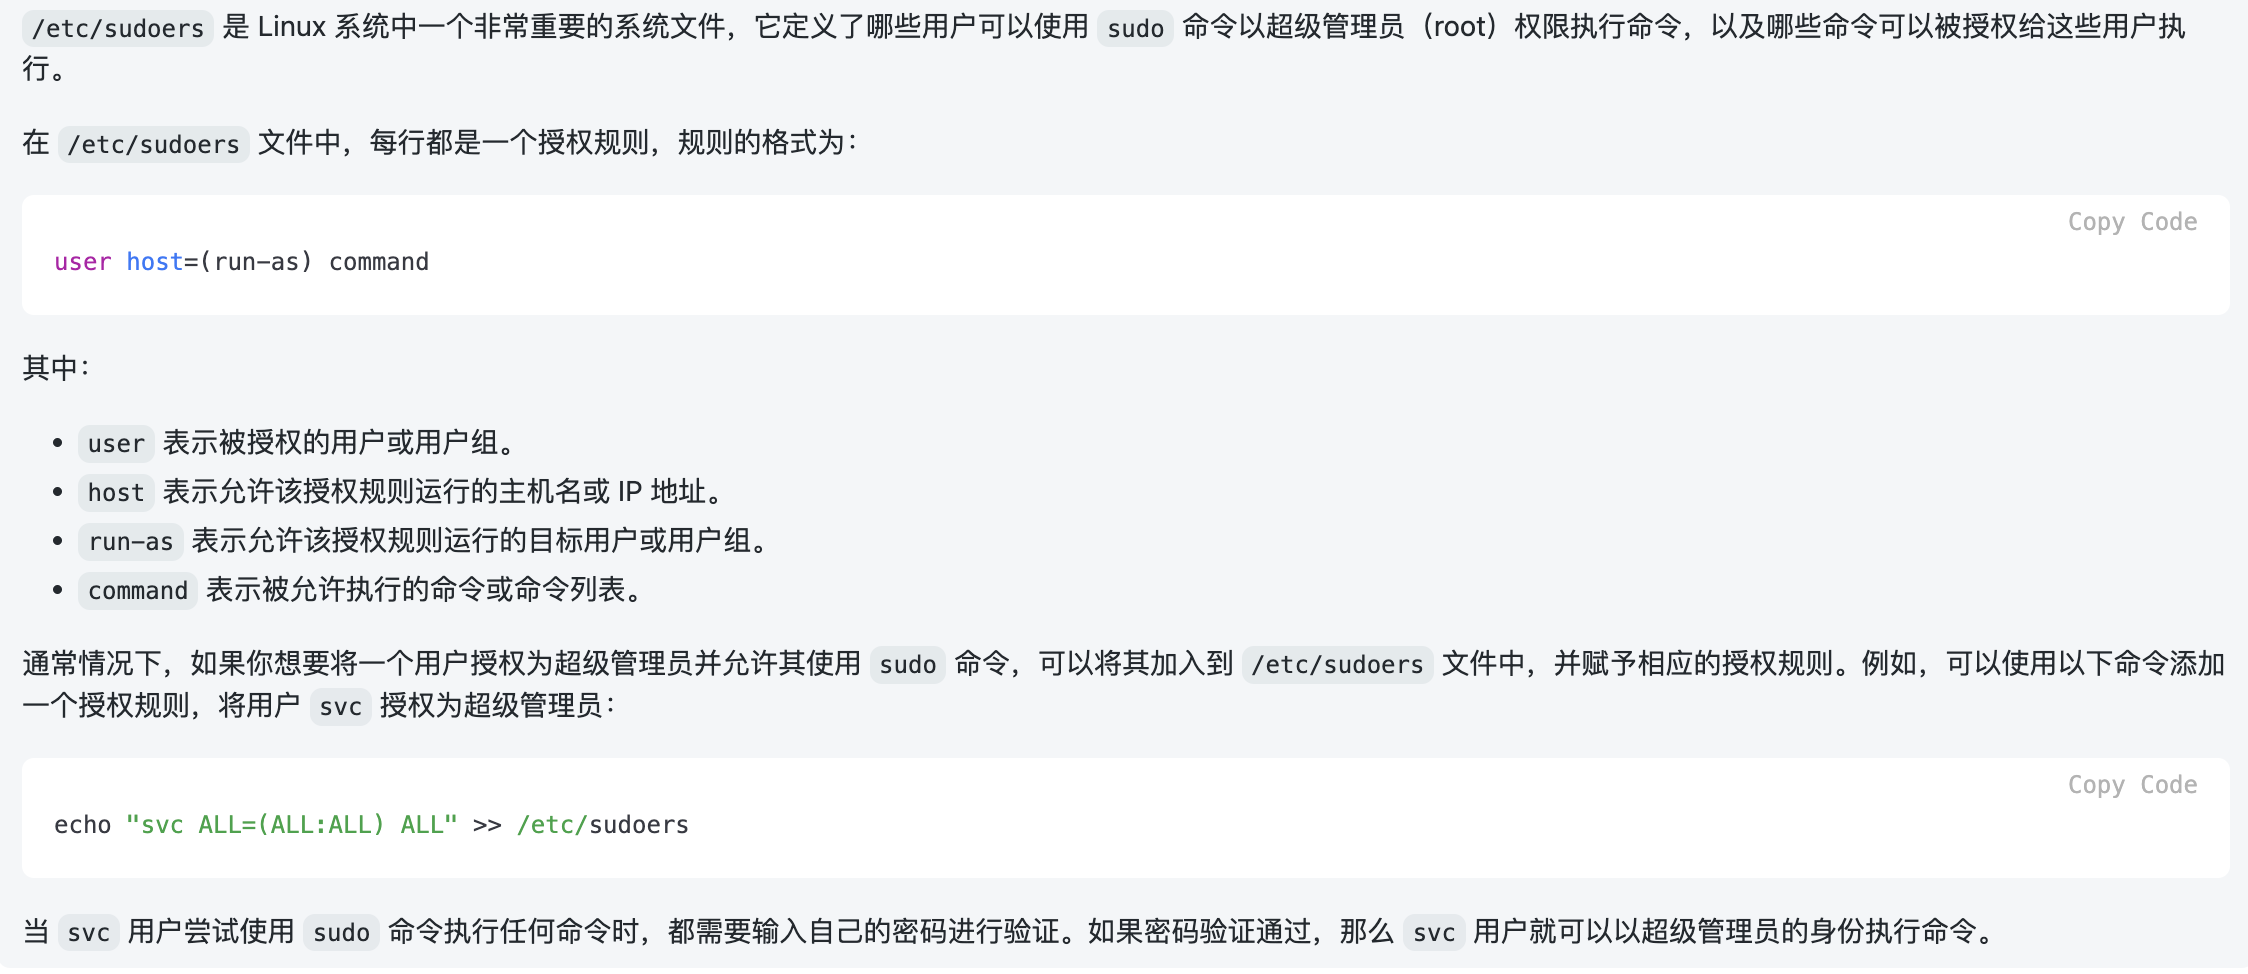 /etc/sudoers 是 Linux 系统中一个非常重要的系统文件，它定义了哪些用户可以使用 sudo 命令以超级管理员（root）权限执行命令，以及哪些命令可以被授权给这些用户执
行。
在 /etc/sudoers 文件中，每行都是一个授权规则，规则的格式为：
Copy Code
user host=(run-as) command
其中：
• user 表示被授权的用户或用户组。
• host 表示允许该授权规则运行的主机名或 IP 地址。
• run-as 表示允许该授权规则运行的目标用户或用户组。
• command 表示被允许执行的命令或命令列表。
通常情况下，如果你想要将一个用户授权为超级管理员并允许其使用 sudo 命令，可以将其加入到 /etc/sudoers 文件中，并赋予相应的授权规则。例如，可以使用以下命令添加
一个授权规则，将用户 svc 授权为超级管理员：
Copy Code
echo "svc ALL=(ALL:ALL) ALL" >> /etc/sudoers
当 svc 用户尝试使用 sudo 命令执行任何命令时，都需要输入自己的密码进行验证。如果密码验证通过，那么 svc 用户就可以以超级管理员的身份执行命令。